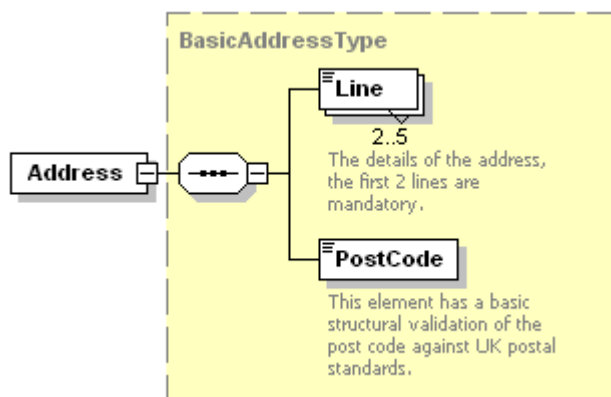 BasicAddressType
Line
2..5
The details of the address,
the first 2 lines are
mandatory.
Address
PostCode
This element has a basic
structural validation of the
post code against UK postal
standards.